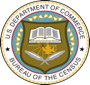 U.S. DEPARTMENT OF COMMERCE
BUREAU OF THE CENSUS